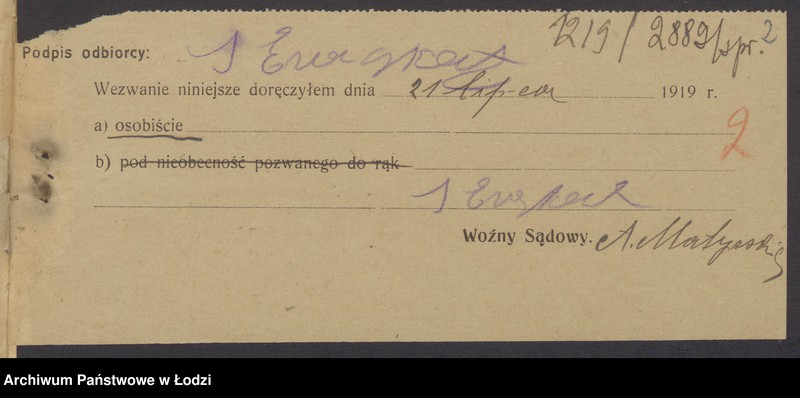 1219/2889/spr. 2
Podpis odbiorcy:
Wezwanie niniejsze doręczyłem dnia 21 lipca 1919 r.
a) osobiście
2
b) pod nieobecność pozwanego do rąk
Woźny Sądowy. A.
Archiwum Państwowe w Łodzi